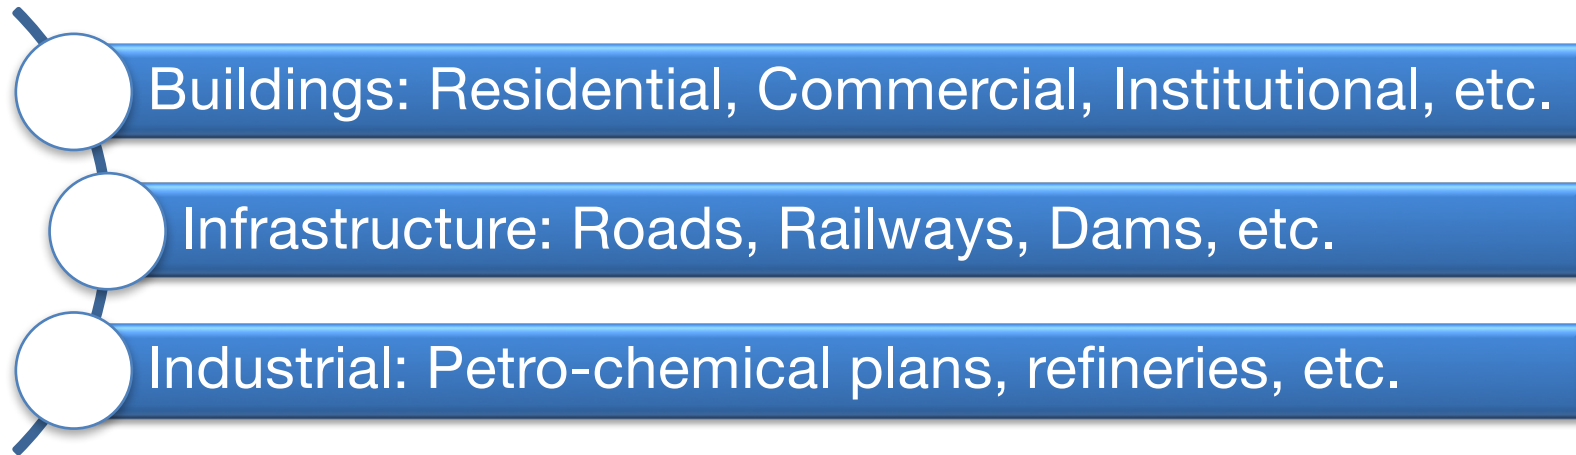 Buildings: Residential, Commercial, Institutional, etc.
Infrastructure: Roads, Railways, Dams, etc.
Industrial: Petro-chemical plans, refineries, etc.